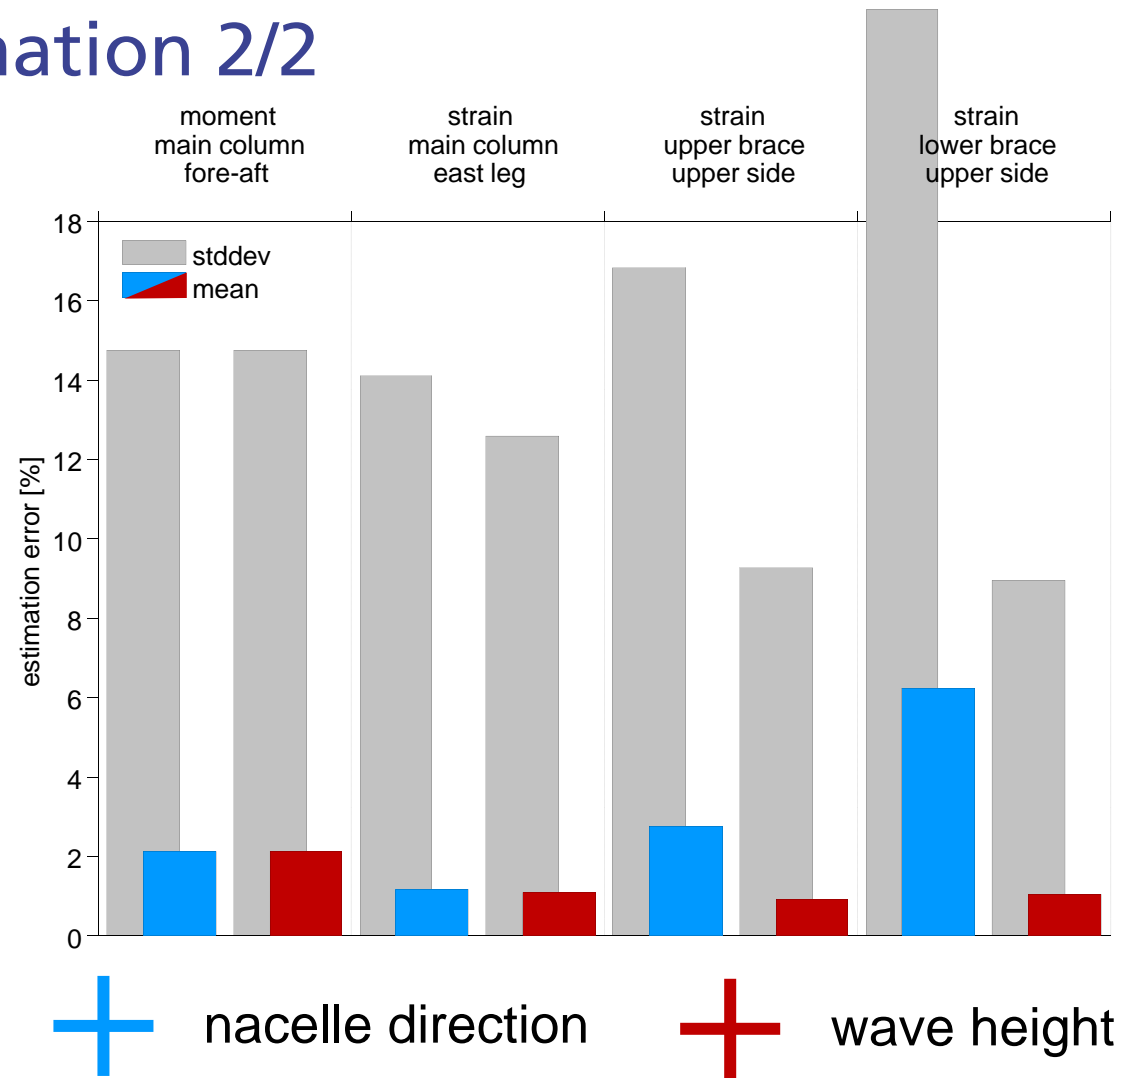 nation 2/2
moment
main column
fore-aft
strain
main column
east leg
strain
upper brace
upper side
strain
lower brace
upper side
18
16
14
12
10
8
6
4
2
0
estimation error [%]
stddev
mean
nacelle direction
wave height